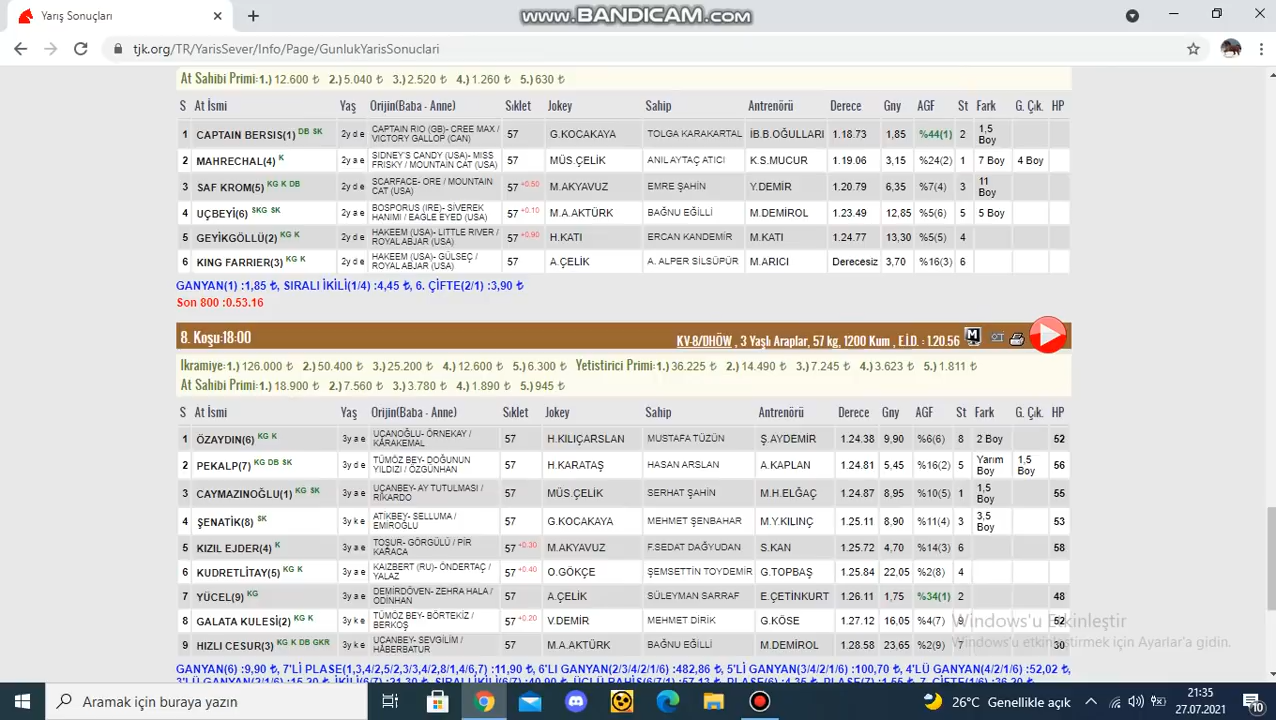 www.BANDICAM.com
Yarış Sonuçları
tjk.org/TR/YarisSever/Info/Page/GunlukYarisSonuclari
At Sahibi Primi:1.) 12.600 ₺ 2.) 5.040 ₺ 3.) 2.520 ₺ 4.) 1.260 ₺ 5.) 630 ₺
S At İsmi Yaş Orijin(Baba - Anne) Sıklet Jokey Sahip Antrenörü Derece Gny AGF St Fark G. Çık. HP
1 CAPTAIN BERSIS(1) DB SK 2y d e CAPTAIN RIO (GB)- CREE MAX / VICTORY GALLOP (CAN) 57 G.KOCAKAYA TOLGA KARAKARTAL İB.B.OĞULLARI 1.18.73 1,85 %44(1) 2 1,5 Boy
2 MAHRECHAL(4) K 2y a e SIDNEY'S CANDY (USA)- MISS FRISKY / MOUNTAIN CAT (USA) 57 MÜS.ÇELİK ANIL AYTAÇ ATICI K.S.MUCUR 1.19.06 3,15 %24(2) 1 7 Boy 4 Boy
3 SAF KROM(5) KG K DB 2y d e SCARFACE- ORE / MOUNTAIN CAT (USA) 57 +0.50 M.AKYAVUZ EMRE ŞAHİN Y.DEMİR 1.20.79 6,35 %7(4) 3 11 Boy
4 UÇBEYİ(6) SKG SK 2y d e BOSPORUS (IRE)- SİVEREK HANIMI / EAGLE EYED (USA) 57 +0.10 M.A.AKTÜRK BAĞNU EĞİLLİ M.DEMİROL 1.23.49 12,85 %5(6) 5 5 Boy
5 GEYİKGÖLLÜ(2) KG K 2y d e HAKEEM (USA)- LITTLE RIVER / ROYAL ABJAR (USA) 57 +0.90 H.KATI ERCAN KANDEMİR M.KATI 1.24.77 13,30 %5(5) 4
6 KING FARRIER(3) KG K 2y d e HAKEEM (USA)- GÜLSEÇ / ROYAL ABJAR (USA) 57 A.ÇELİK A. ALPER SİLSÜPÜR M.ARICI Derecesiz 3,70 %16(3) 6
GANYAN(1) :1,85 ₺, SIRALI İKİLİ(1/4) :4,45 ₺, 6. ÇİFTE(2/1) :3,90 ₺
Son 800 :0.53.16
8. Koşu:18:00 KV-8/DHÖW , 3 Yaşlı Araplar, 57 kg, 1200 Kum , E.İ.D. : 1.20.56
İkramiye:1.) 126.000 ₺ 2.) 50.400 ₺ 3.) 25.200 ₺ 4.) 12.600 ₺ 5.) 6.300 ₺ Yetistirici Primi:1.) 36.225 ₺ 2.) 14.490 ₺ 3.) 7.245 ₺ 4.) 3.623 ₺ 5.) 1.811 ₺
At Sahibi Primi:1.) 18.900 ₺ 2.) 7.560 ₺ 3.) 3.780 ₺ 4.) 1.890 ₺ 5.) 945 ₺
S At İsmi Yaş Orijin(Baba - Anne) Sıklet Jokey Sahip Antrenörü Derece Gny AGF St Fark G. Çık. HP
1 ÖZAYDIN(6) KG K 3y a e UÇANOĞLU- ÖRNEKAY / KARAKEMAL 57 H.KILIÇARSLAN MUSTAFA TÜZÜN Ş.AYDEMİR 1.24.38 9,90 %6(6) 8 2 Boy 52
2 PEKALP(7) KG DB SK 3y d e TÜMÖZ BEY- DOĞUNUN YILDIZI / ÖZGÜNHAN 57 H.KARATAŞ HASAN ARSLAN A.KAPLAN 1.24.81 5,45 %16(2) 5 Yarım Boy 1,5 Boy 56
3 CAYMAZINOĞLU(1) KG SK 3y a e UÇANBEY- AY TUTULMASI / RİKARDO 57 MÜS.ÇELİK SERHAT ŞAHİN M.H.ELĞAÇ 1.24.87 8,95 %10(5) 1 1,5 Boy 55
4 ŞENATİK(8) SK 3y k e ATİKBEY- SELLUMA / EMİROĞLU 57 G.KOCAKAYA MEHMET ŞENBAHAR M.Y.KILINÇ 1.25.11 8,90 %11(4) 3 3,5 Boy 53
5 KIZIL EJDER(4) K 3y a e TOSUR- GÖRGÜLÜ / PİR KARACA 57 +0.30 M.AKYAVUZ F.SEDAT DAĞYUDAN S.KAN 1.25.72 4,70 %14(3) 6 58
6 KUDRETLİTAY(5) KG K 3y a e KAIZBERT (RU)- ÖNDERTAÇ / YALAZ 57 +0.40 O.GÖKÇE ŞEMSETTİN TOYDEMİR G.TOPBAŞ 1.25.84 22,05 %2(8) 4
7 YÜCEL(9) KG 3y a e DEMİRDÖVEN- ZEHRA HALA / ODİNHAN 57 A.ÇELİK SÜLEYMAN SARRAF E.ÇETİNKURT 1.26.11 1,75 %34(1) 2 48
8 GALATA KULESİ(2) KG K 3y k e TÜMÖZ BEY- BÖRTEKİZ / BERKOŞ 57 +0.20 V.DEMİR MEHMET DİRİK G.KÖSE 1.27.12 16,05 %4(7) 9 52
9 HIZLI CESUR(3) KG K DB GKR 3y k e UÇANBEY- SEVGİLİM / HABERBATUR 57 M.A.AKTÜRK BAĞNU EĞİLLİ M.DEMİROL 1.28.58 23,65 %2(9) 7 30
Windows'u Etkinleştir
Windows'u etkinleştirmek için Ayarlar'a gidin.
GANYAN(6) :9,90 ₺, 7'Lİ PLASE(1,3,4/2,5/2/3/3,4/2,8/1,4/6,7) :11,90 ₺, 6'LI GANYAN(2/3/4/2/1/6) :482,86 ₺, 5'Lİ GANYAN(3/4/2/1/6) :100,70 ₺, 4'LÜ GANYAN(4/2/1/6) :52,02 ₺,
Aramak için buraya yazın
26°C Genellikle açık
21:35
27.07.2021
10